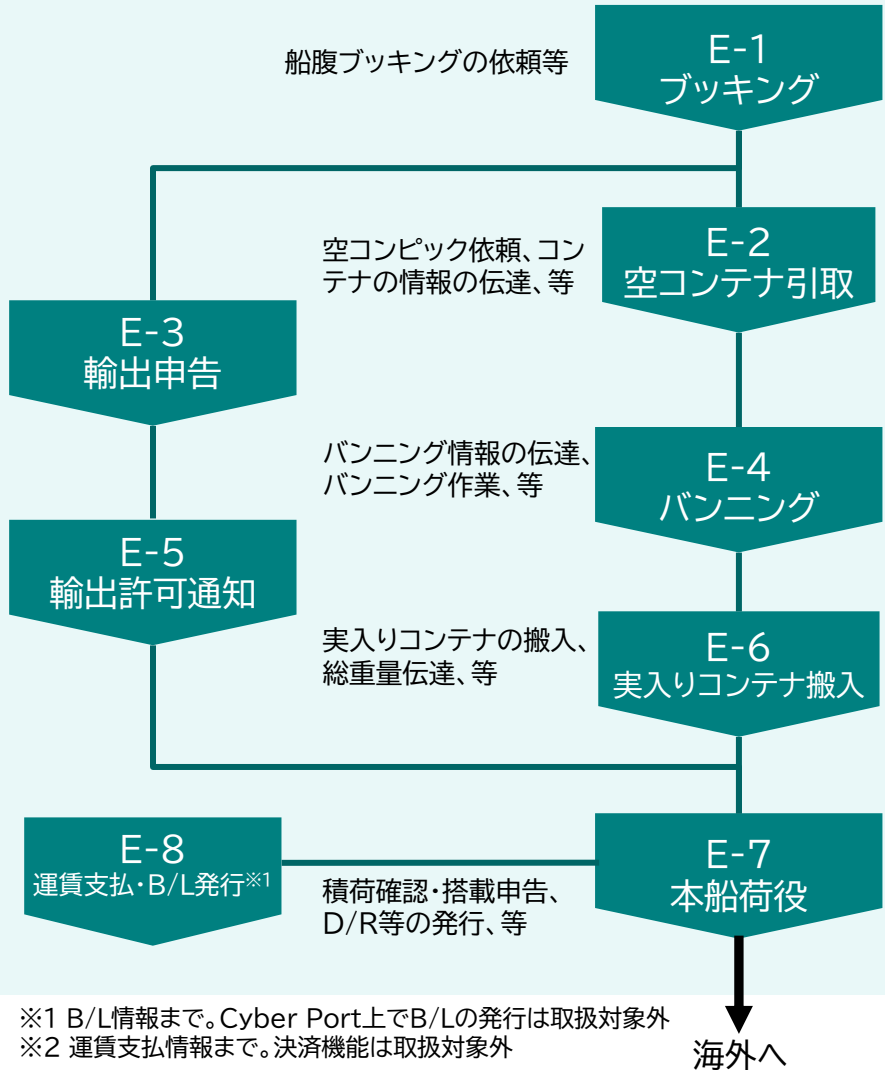 船腹ブッキングの依頼等
E-1
ブッキング
空コンピック依頼、コン
テナの情報の伝達、等
E-2
空コンテナ引取
E-3
輸出申告
バンニング情報の伝達、
バンニング作業、等
E-4
バンニング
E-5
輸出許可通知
実入りコンテナの搬入、
総重量伝達、等
E-6
実入りコンテナ搬入
E-8
運賃支払・B/L発行※1
積荷確認・搭載申告、
D/R等の発行、等
E-7
本船荷役
※1 B/L情報まで。Cyber Port上でB/Lの発行は取扱対象外
※2 運賃支払情報まで。決済機能は取扱対象外
海外へ